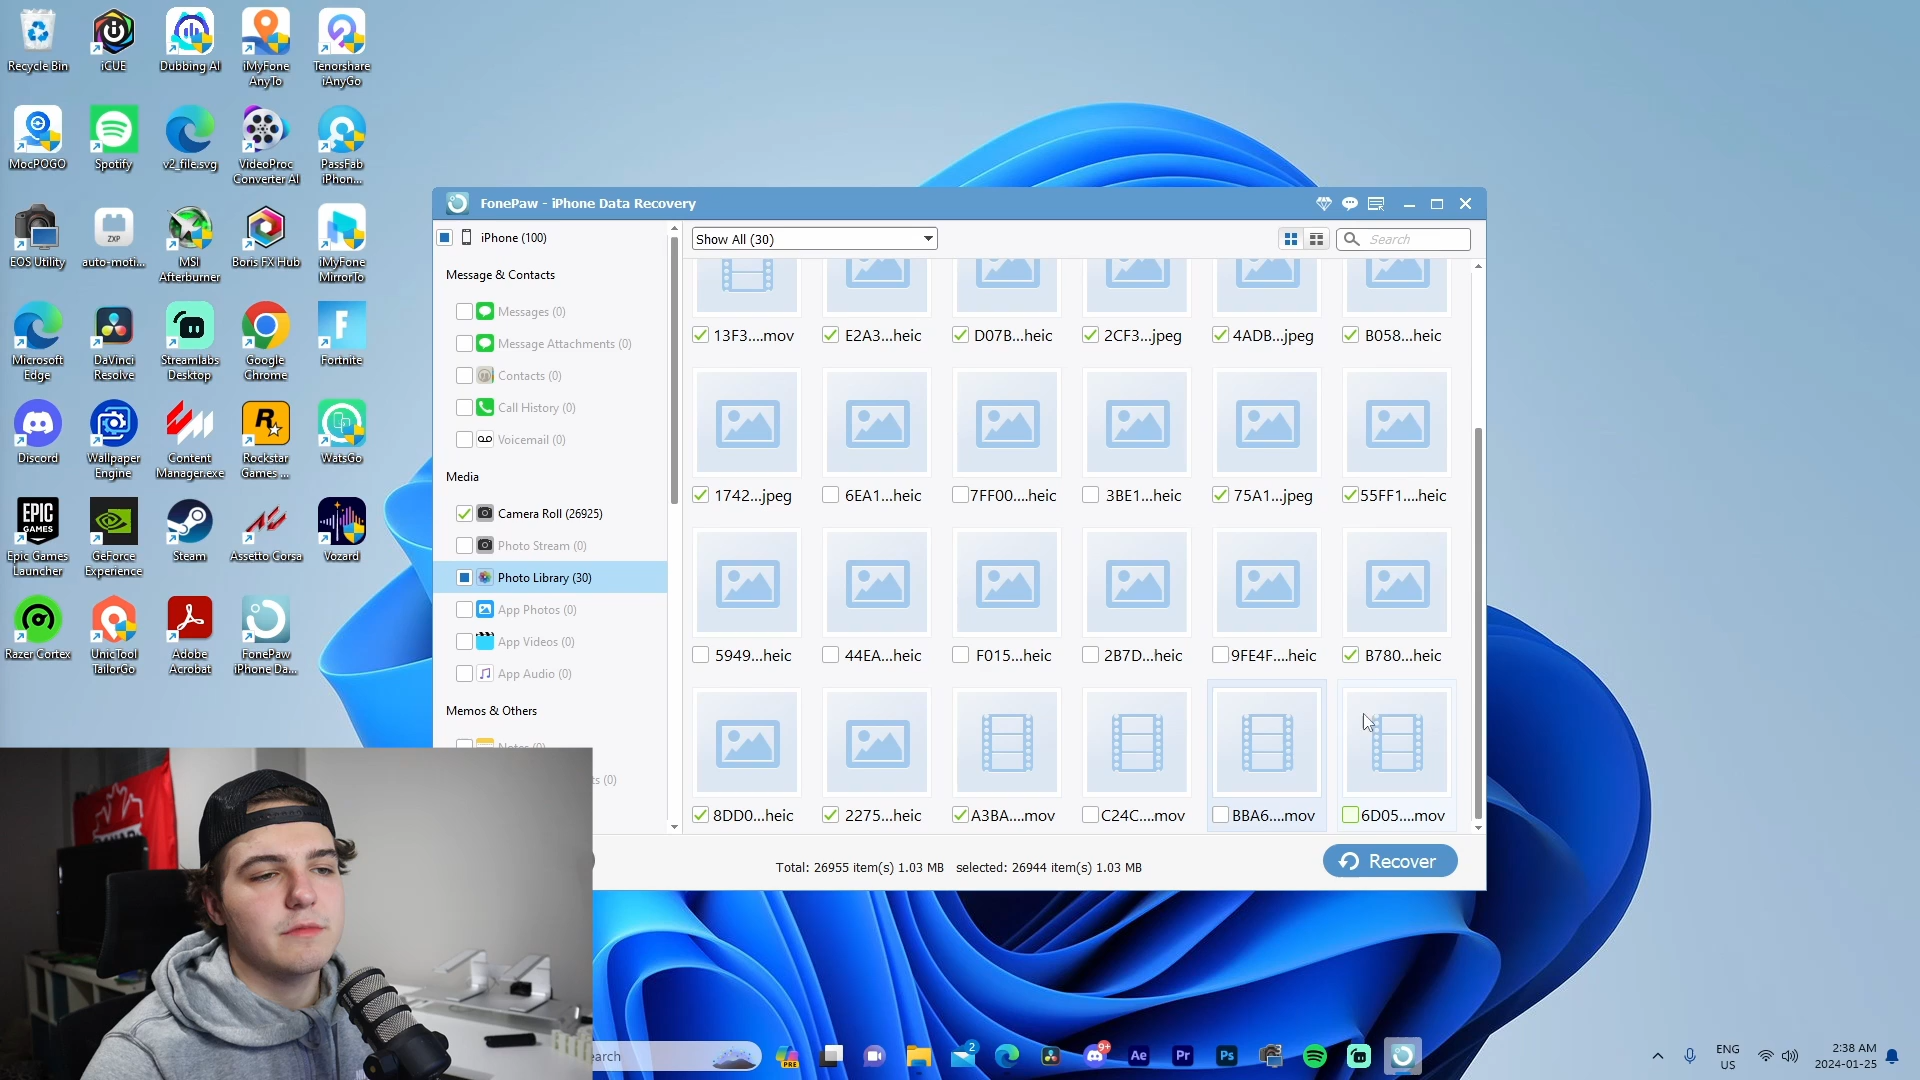 Recycle Bin
iCUE
Dubbing AI
iMyFone AnyTo
Tenorshare iAnyGo
MocPOGO
ZXP
Spotify
v2_file.svg
VideoProc Converter AI
PassFab iPhon...
EOS Utility
auto-moti...
MSI Afterburner
Boris FX Hub
iMyFone MirrorTo
Microsoft Edge
DaVinci Resolve
Streamlabs Desktop
Google Chrome
Fortnite
Discord
Wallpaper Engine
Content Manager.exe
Rockstar Games ...
WatsGo
EPIC GAMES
Epic Games Launcher
GeForce Experience
Steam
Assetto Corsa
Vozard
Razer Cortex
UnicTool TailorGo
Adobe Acrobat
FonePaw iPhone Da...
FonePaw - iPhone Data Recovery
iPhone (100)
Show All (30)
Search
Message & Contacts
Messages (0)
Message Attachments (0)
Contacts (0)
Call History (0)
Voicemail (0)
Media
Camera Roll (26925)
Photo Stream (0)
Photo Library (30)
App Photos (0)
App Videos (0)
App Audio (0)
Memos & Others
13F3....mov E2A3...heic D07B...heic 2CF3...jpeg 4ADB...jpeg B058...heic
1742...jpeg 6EA1...heic 7FF00...heic 3BE1...heic 75A1...jpeg 55FF1....heic
5949...heic 44EA...heic F015...heic 2B7D...heic 9FE4F....heic B780...heic
8DD0...heic 2275...heic A3BA....mov C24C....mov BBA6....mov 6D05....mov
Total: 26955 item(s) 1.03 MB selected: 26944 item(s) 1.03 MB
Recover
PRE
2
9+
Ae
Pr
Ps
ENG
US
2:38 AM
2024-01-25